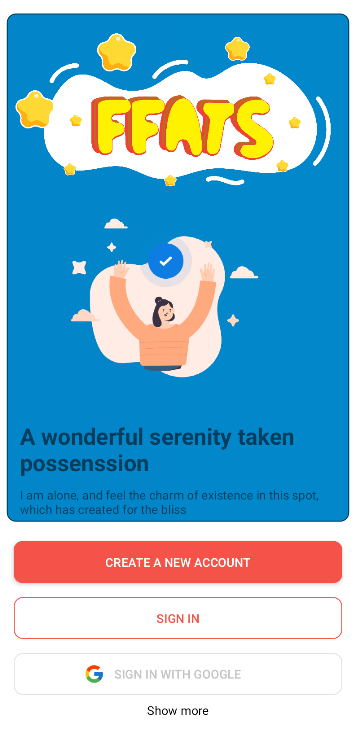 FFATS
A wonderful serenity taken
possenssion
I am alone, and feel the charm of existence in this spot,
which has created for the bliss
CREATE A NEW ACCOUNT
SIGN IN
SIGN IN WITH GOOGLE
Show more